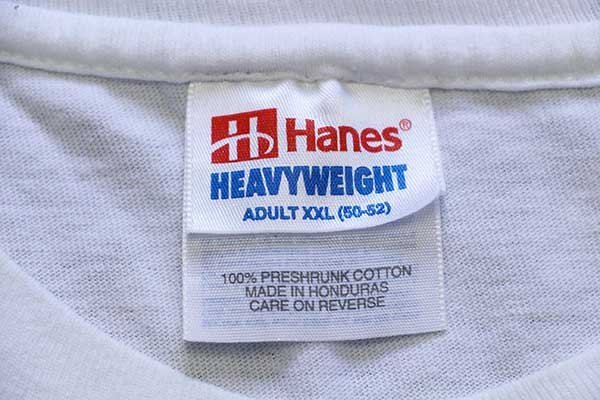 Hanes®
HEAVYWEIGHT
ADULT XXL (50-52)
100% PRESHRUNK COTTON
MADE IN HONDURAS
CARE ON REVERSE